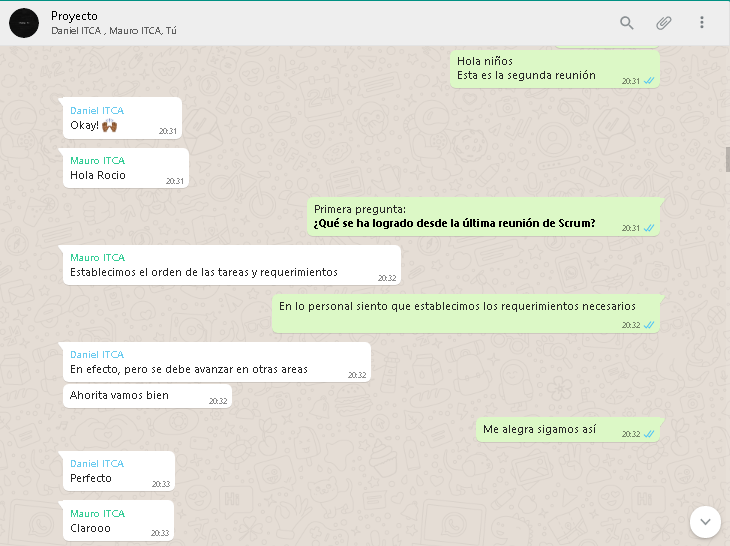 Proyecto
Daniel ITCA , Mauro ITCA, Tú
Hola niños
Esta es la segunda reunión
20:31
Daniel ITCA
Okay! 🙌🏾
20:31
Mauro ITCA
Hola Rocio
20:31
Primera pregunta:
¿Qué se ha logrado desde la última reunión de Scrum?
20:31
Mauro ITCA
Establecimos el orden de las tareas y requerimientos
20:32
En lo personal siento que establecimos los requerimientos necesarios
20:32
Daniel ITCA
En efecto, pero se debe avanzar en otras areas
20:32
Ahorita vamos bien
20:32
Me alegra sigamos así
20:32
Daniel ITCA
Perfecto
20:33
Mauro ITCA
Clarooo
20:33